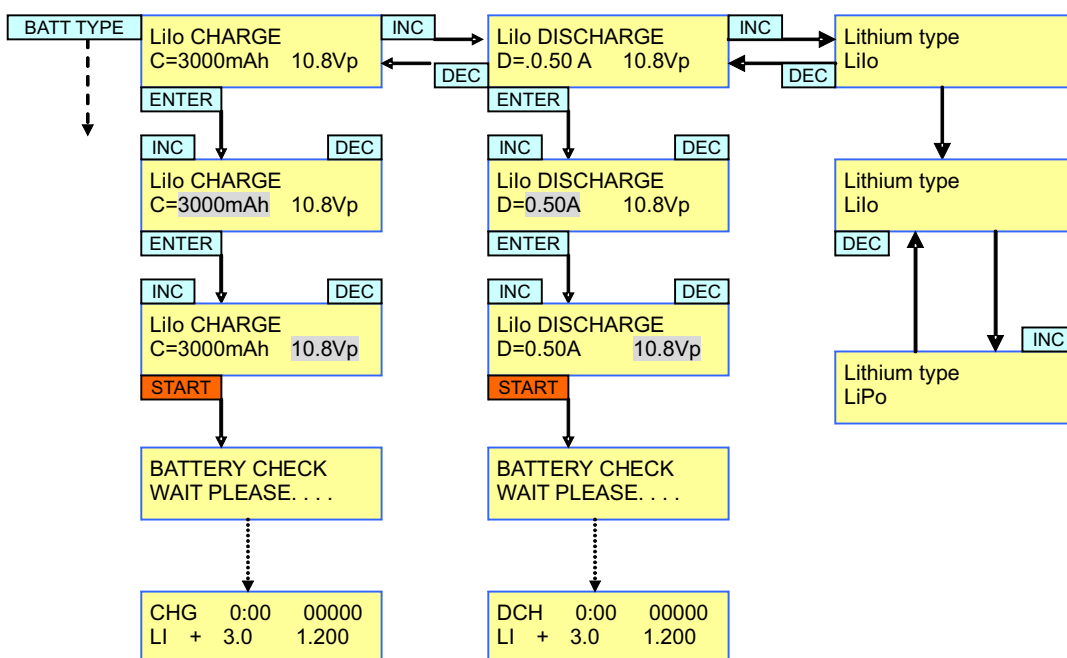 BATT TYPE
LiIo CHARGE
C=3000mAh 10.8Vp
INC
DEC
LiIo DISCHARGE
D=.0.50 A 10.8Vp
INC
DEC
Lithium type
LiIo
ENTER
ENTER
INC
DEC
LiIo CHARGE
C=3000mAh 10.8Vp
INC
DEC
LiIo DISCHARGE
D=0.50A 10.8Vp
Lithium type
LiIo
ENTER
ENTER
DEC
INC
DEC
LiIo CHARGE
C=3000mAh 10.8Vp
INC
DEC
LiIo DISCHARGE
D=0.50A 10.8Vp
INC
Lithium type
LiPo
START
START
BATTERY CHECK
WAIT PLEASE. . . .
BATTERY CHECK
WAIT PLEASE. . . .
CHG 0:00 00000
LI + 3.0 1.200
DCH 0:00 00000
LI + 3.0 1.200